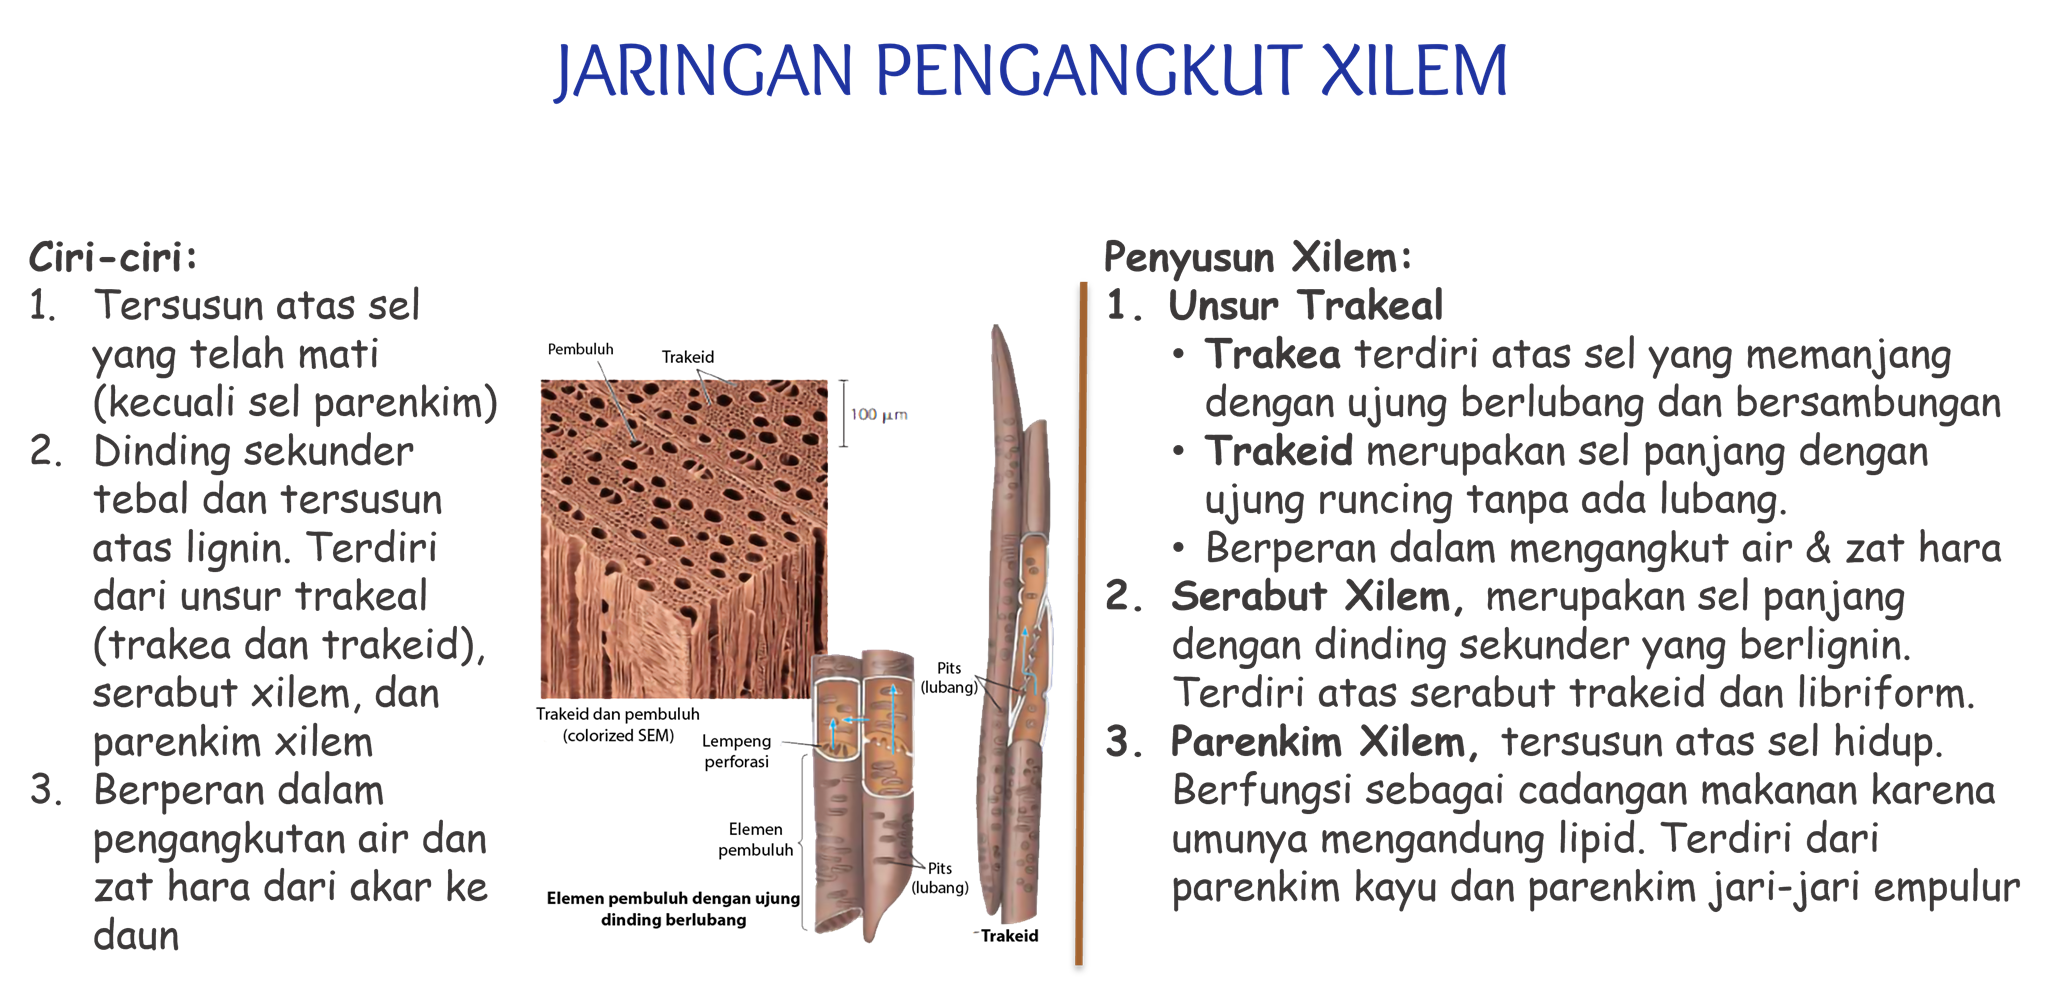 JARINGAN PENGANGKUT XILEM
Ciri-ciri:
1. Tersusun atas sel
yang telah mati
(kecuali sel parenkim)
2. Dinding sekunder
tebal dan tersusun
atas lignin. Terdiri
dari unsur trakeal
(trakea dan trakeid),
serabut xilem, dan
parenkim xilem
3. Berperan dalam
pengangkutan air dan
zat hara dari akar ke
daun
Pembuluh
Trakeid
100 µm
Trakeid dan pembuluh
(colorized SEM)
Lempeng
perforasi
Elemen
pembuluh
Elemen pembuluh dengan ujung
dinding berlubang
Pits
(lubang)
Pits
(lubang)
Trakeid
Penyusun Xilem:
1. Unsur Trakeal
• Trakea terdiri atas sel yang memanjang
dengan ujung berlubang dan bersambungan
• Trakeid merupakan sel panjang dengan
ujung runcing tanpa ada lubang.
• Berperan dalam mengangkut air & zat hara
2. Serabut Xilem, merupakan sel panjang
dengan dinding sekunder yang berlignin.
Terdiri atas serabut trakeid dan libriform.
3. Parenkim Xilem, tersusun atas sel hidup.
Berfungsi sebagai cadangan makanan karena
umunya mengandung lipid. Terdiri dari
parenkim kayu dan parenkim jari-jari empulur